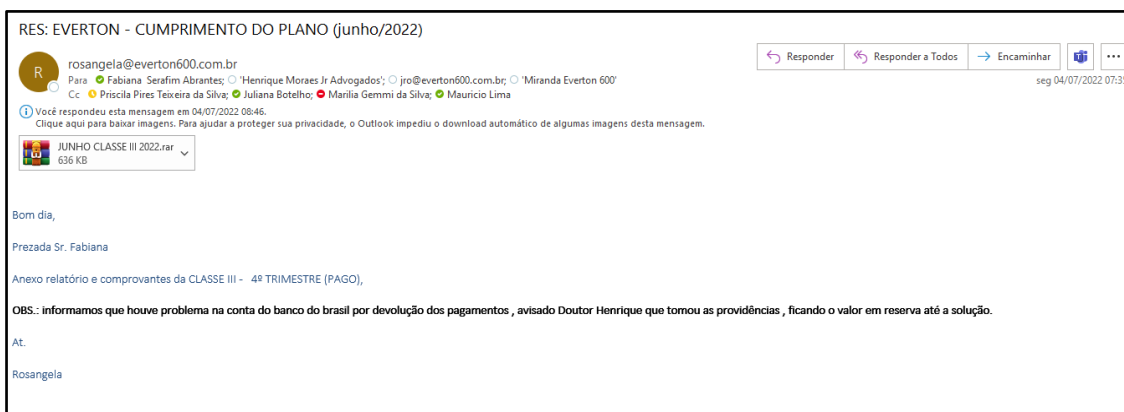 RES: EVERTON - CUMPRIMENTO DO PLANO (junho/2022)
R
rosangela@everton600.com.br
Responder
Responder a Todos
Encaminhar
Para Fabiana Serafim Abrantes; 'Henrique Moraes Jr Advogados'; jro@everton600.com.br; 'Miranda Everton 600'
seg 04/07/2022 07:35
Cc Priscila Pires Teixeira da Silva; Juliana Botelho; Marilia Gemmi da Silva; Mauricio Lima
Você respondeu esta mensagem em 04/07/2022 08:46.
Clique aqui para baixar imagens. Para ajudar a proteger sua privacidade, o Outlook impediu o download automático de algumas imagens desta mensagem.
JUNHO CLASSE III 2022.rar
636 KB
Bom dia,
Prezada Sr. Fabiana
Anexo relatório e comprovantes da CLASSE III - 4º TRIMESTRE (PAGO),
OBS.: informamos que houve problema na conta do banco do brasil por devolução dos pagamentos , avisado Doutor Henrique que tomou as providências , ficando o valor em reserva até a solução.
At.
Rosangela